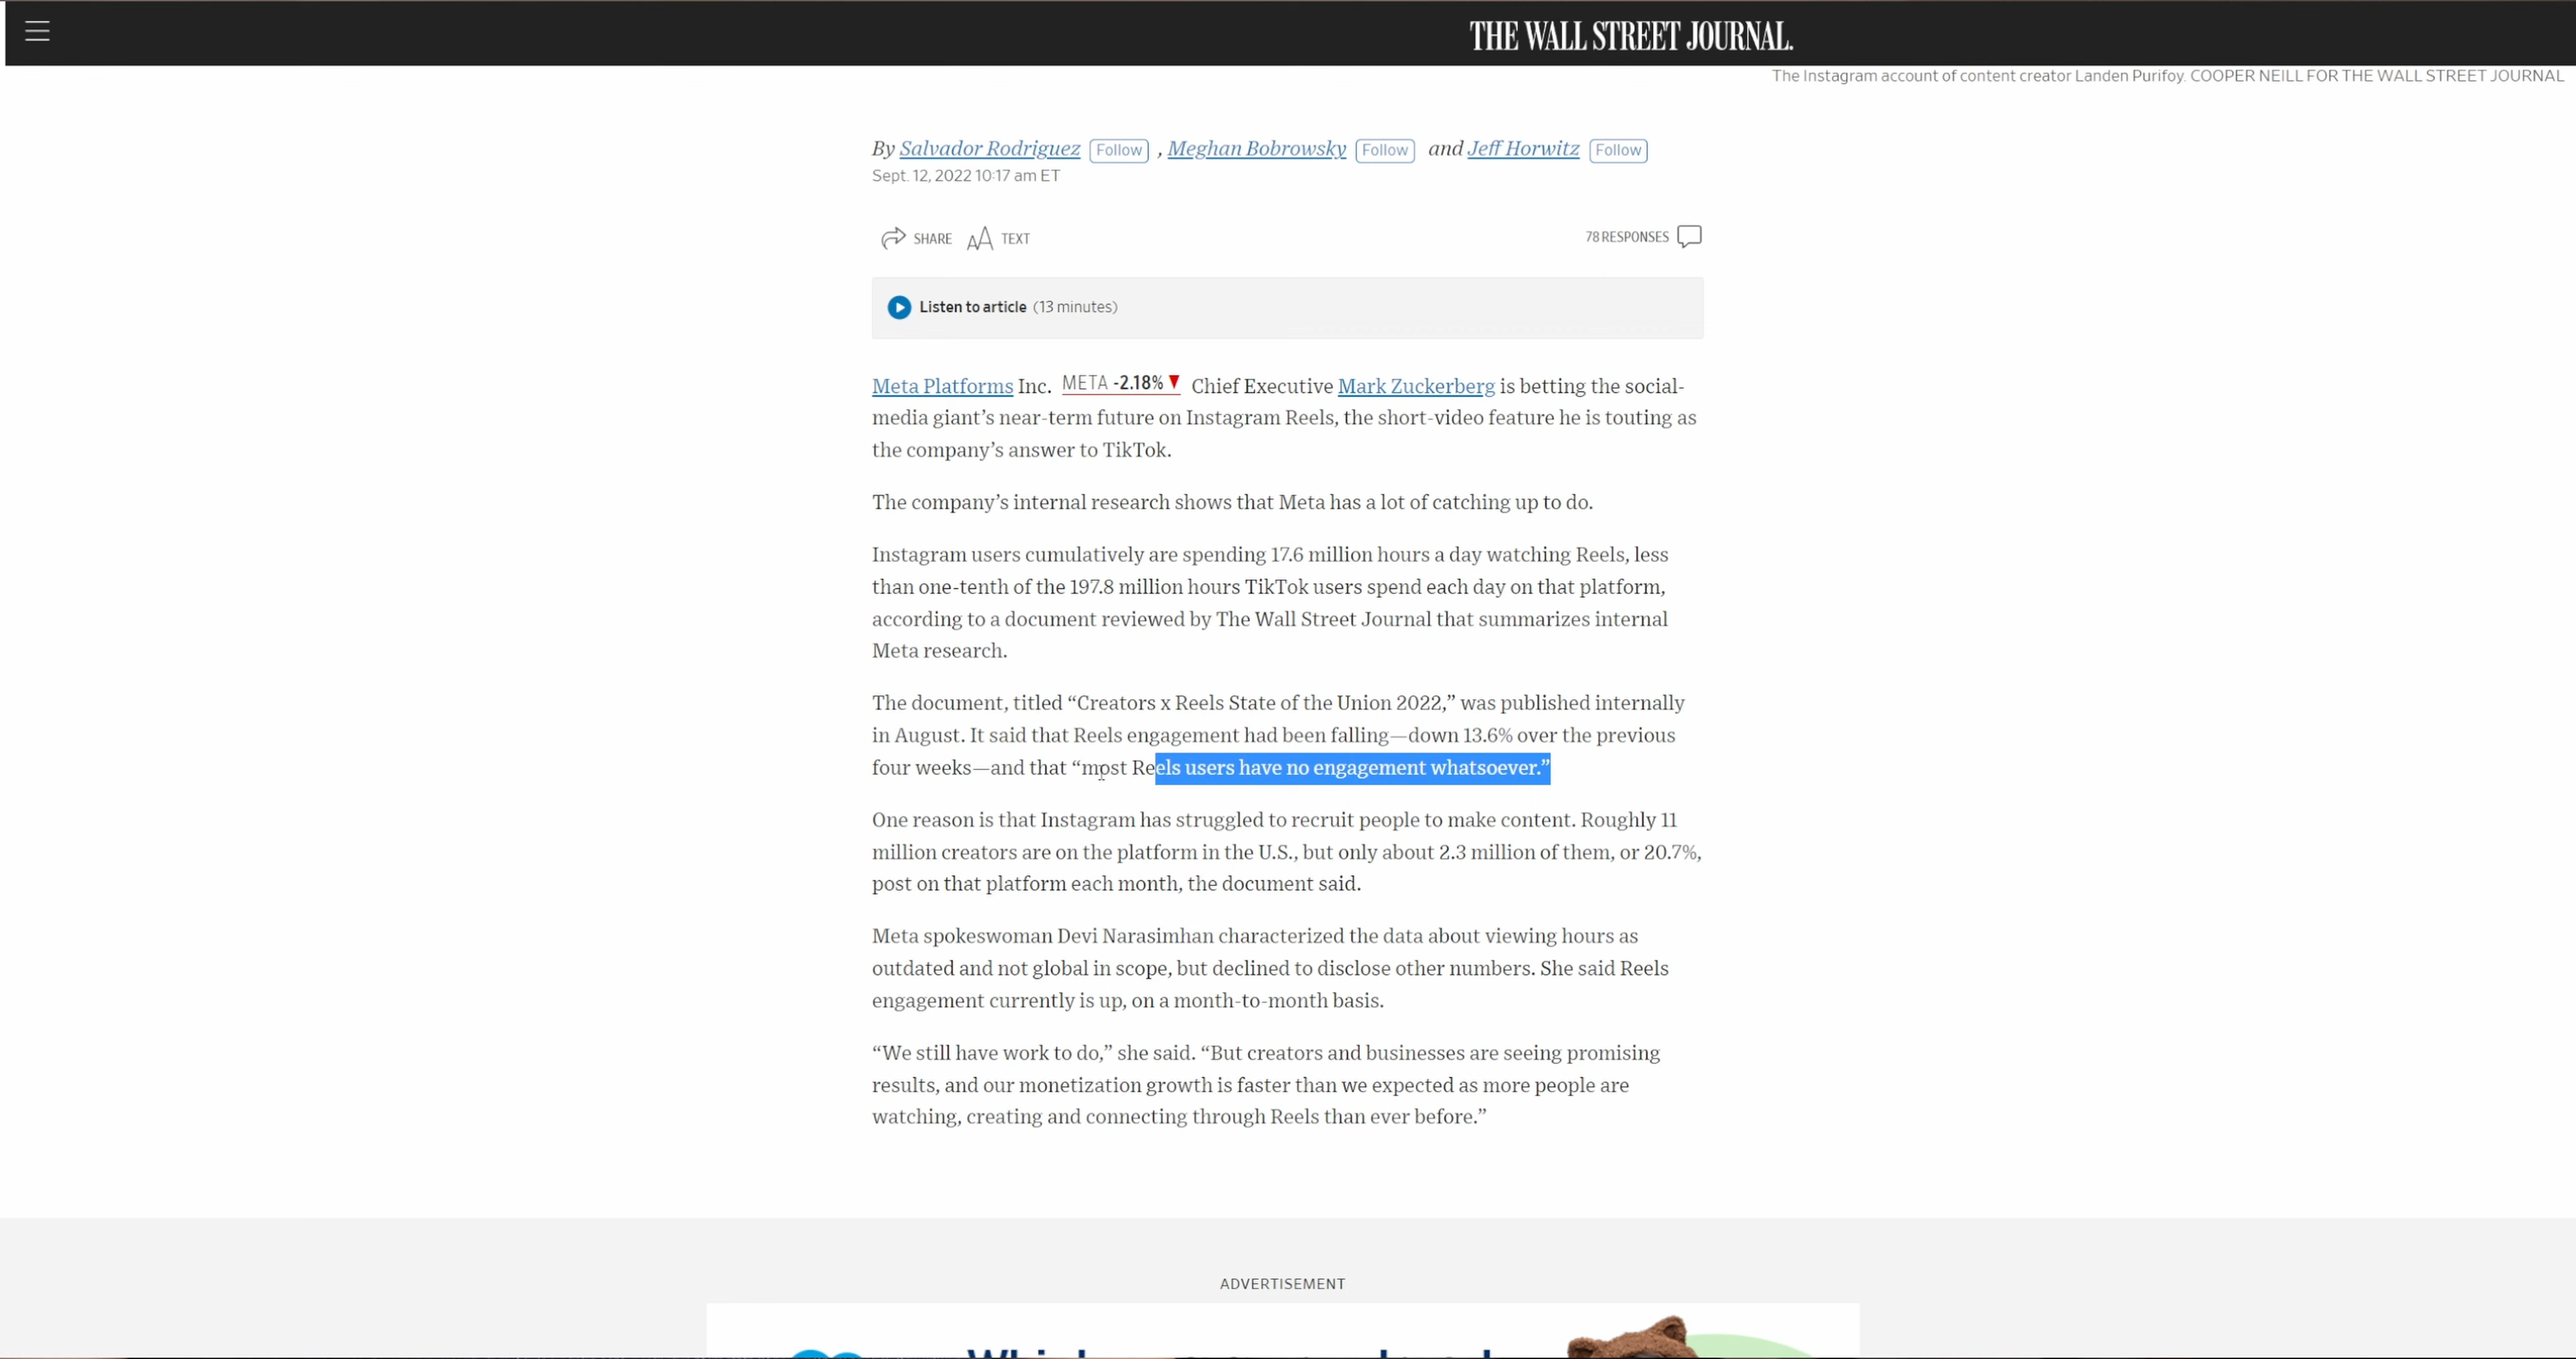 THE WALL STREET JOURNAL.
The Instagram account of content creator Landen Purifoy. COOPER NEILL FOR THE WALL STREET JOURNAL
By Salvador Rodriguez Follow , Meghan Bobrowsky Follow and Jeff Horwitz Follow
Sept. 12, 2022 10:17 am ET
SHARE TEXT 78 RESPONSES
Listen to article (13 minutes)
Meta Platforms Inc. META -2.18% ▼ Chief Executive Mark Zuckerberg is betting the social-
media giant’s near-term future on Instagram Reels, the short-video feature he is touting as
the company’s answer to TikTok.
The company’s internal research shows that Meta has a lot of catching up to do.
Instagram users cumulatively are spending 17.6 million hours a day watching Reels, less
than one-tenth of the 197.8 million hours TikTok users spend each day on that platform,
according to a document reviewed by The Wall Street Journal that summarizes internal
Meta research.
The document, titled “Creators x Reels State of the Union 2022,” was published internally
in August. It said that Reels engagement had been falling—down 13.6% over the previous
four weeks—and that “most Reels users have no engagement whatsoever.”
One reason is that Instagram has struggled to recruit people to make content. Roughly 11
million creators are on the platform in the U.S., but only about 2.3 million of them, or 20.7%,
post on that platform each month, the document said.
Meta spokeswoman Devi Narasimhan characterized the data about viewing hours as
outdated and not global in scope, but declined to disclose other numbers. She said Reels
engagement currently is up, on a month-to-month basis.
“We still have work to do,” she said. “But creators and businesses are seeing promising
results, and our monetization growth is faster than we expected as more people are
watching, creating and connecting through Reels than ever before.”
ADVERTISEMENT